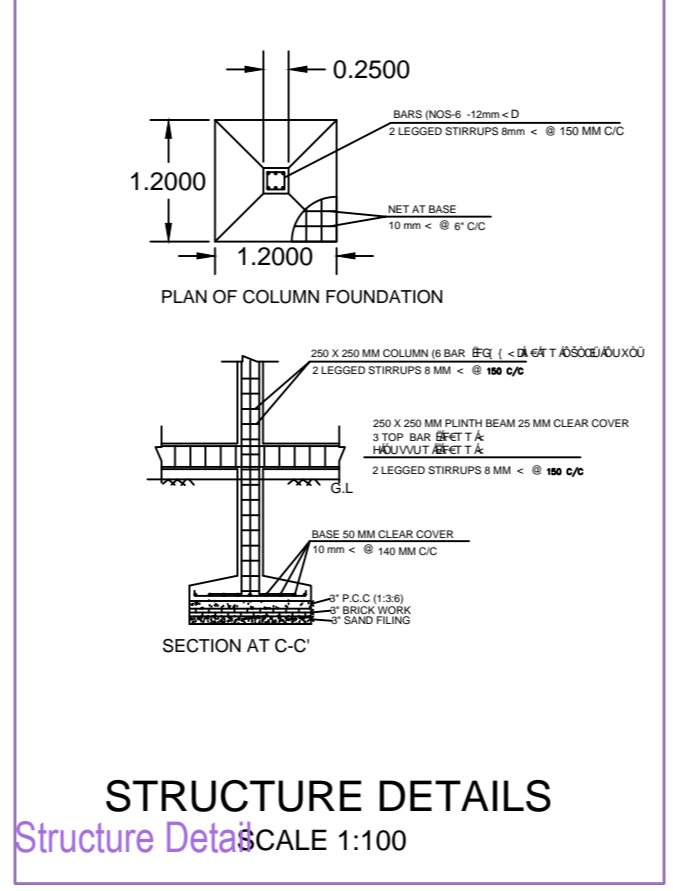 0.2500
BARS (NOS-6 -12mm < D
2 LEGGED STIRRUPS 8mm < @ 150 MM C/C
1.2000
NET AT BASE
10 mm < @ 6" C/C
1.2000
PLAN OF COLUMN FOUNDATION
250 X 250 MM COLUMN (6 BAR
2 LEGGED STIRRUPS 8 MM < @ 150 C/C
250 X 250 MM PLINTH BEAM 25 MM CLEAR COVER
3 TOP BAR
2 LEGGED STIRRUPS 8 MM < @ 150 C/C
G.L
BASE 50 MM CLEAR COVER
10 mm < @ 140 MM C/C
3" P.C.C (1:3:6)
3" BRICK WORK
3" SAND FILING
SECTION AT C-C'
STRUCTURE DETAILS
Structure Detail
SCALE 1:100